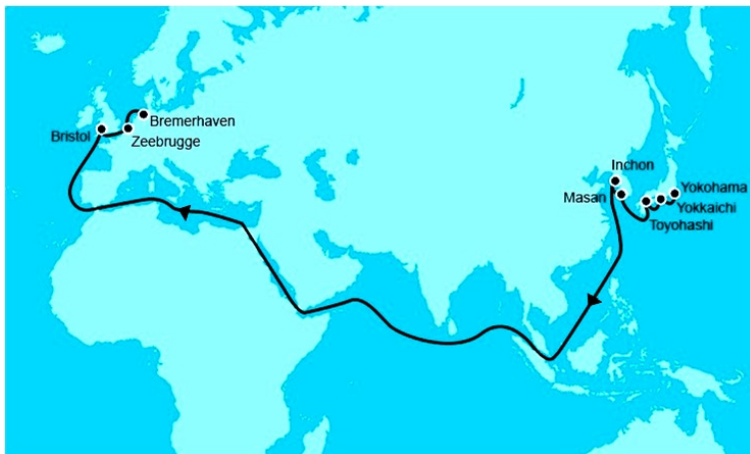 Bremerhaven
Bristol
Zeebrugge
Inchon
Masan
Yokohama
Yokkaichi
Toyohashi